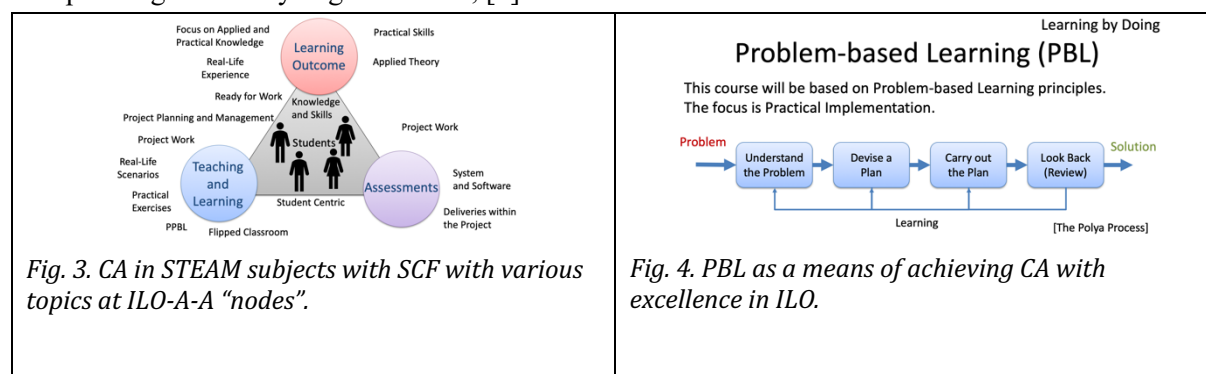 Focus on Applied and
Practical Knowledge
Real-Life
Experience
Ready for Work
Project Planning and Management
Project Work
Real-Life
Scenarios
Practical
Exercises
PPBL
Flipped Classroom
Learning
Outcome
Practical Skills
Applied Theory
Knowledge
and Skills
Students
Teaching
and
Learning
Student Centric
Assessments
Project Work
System
and Software
Deliveries within
the Project
Fig. 3. CA in STEAM subjects with SCF with various
topics at ILO-A-A “nodes”.
Learning by Doing
Problem-based Learning (PBL)
This course will be based on Problem-based Learning principles.
The focus is Practical Implementation.
Problem
Understand
the Problem
Devise a
Plan
Carry out
the Plan
Look Back
(Review)
Solution
Learning
[The Polya Process]
Fig. 4. PBL as a means of achieving CA with
excellence in ILO.